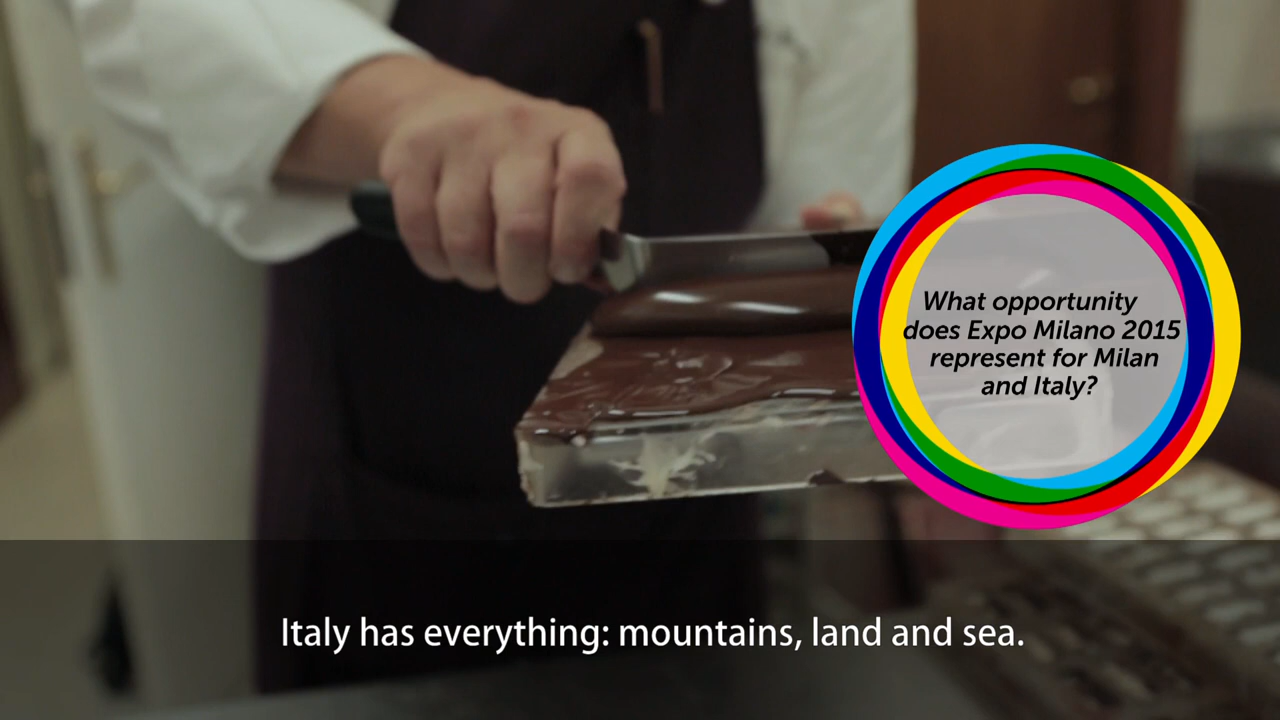 What opportunity
does Expo Milano 2015
represent for Milan
and Italy?
Italy has everything: mountains, land and sea.